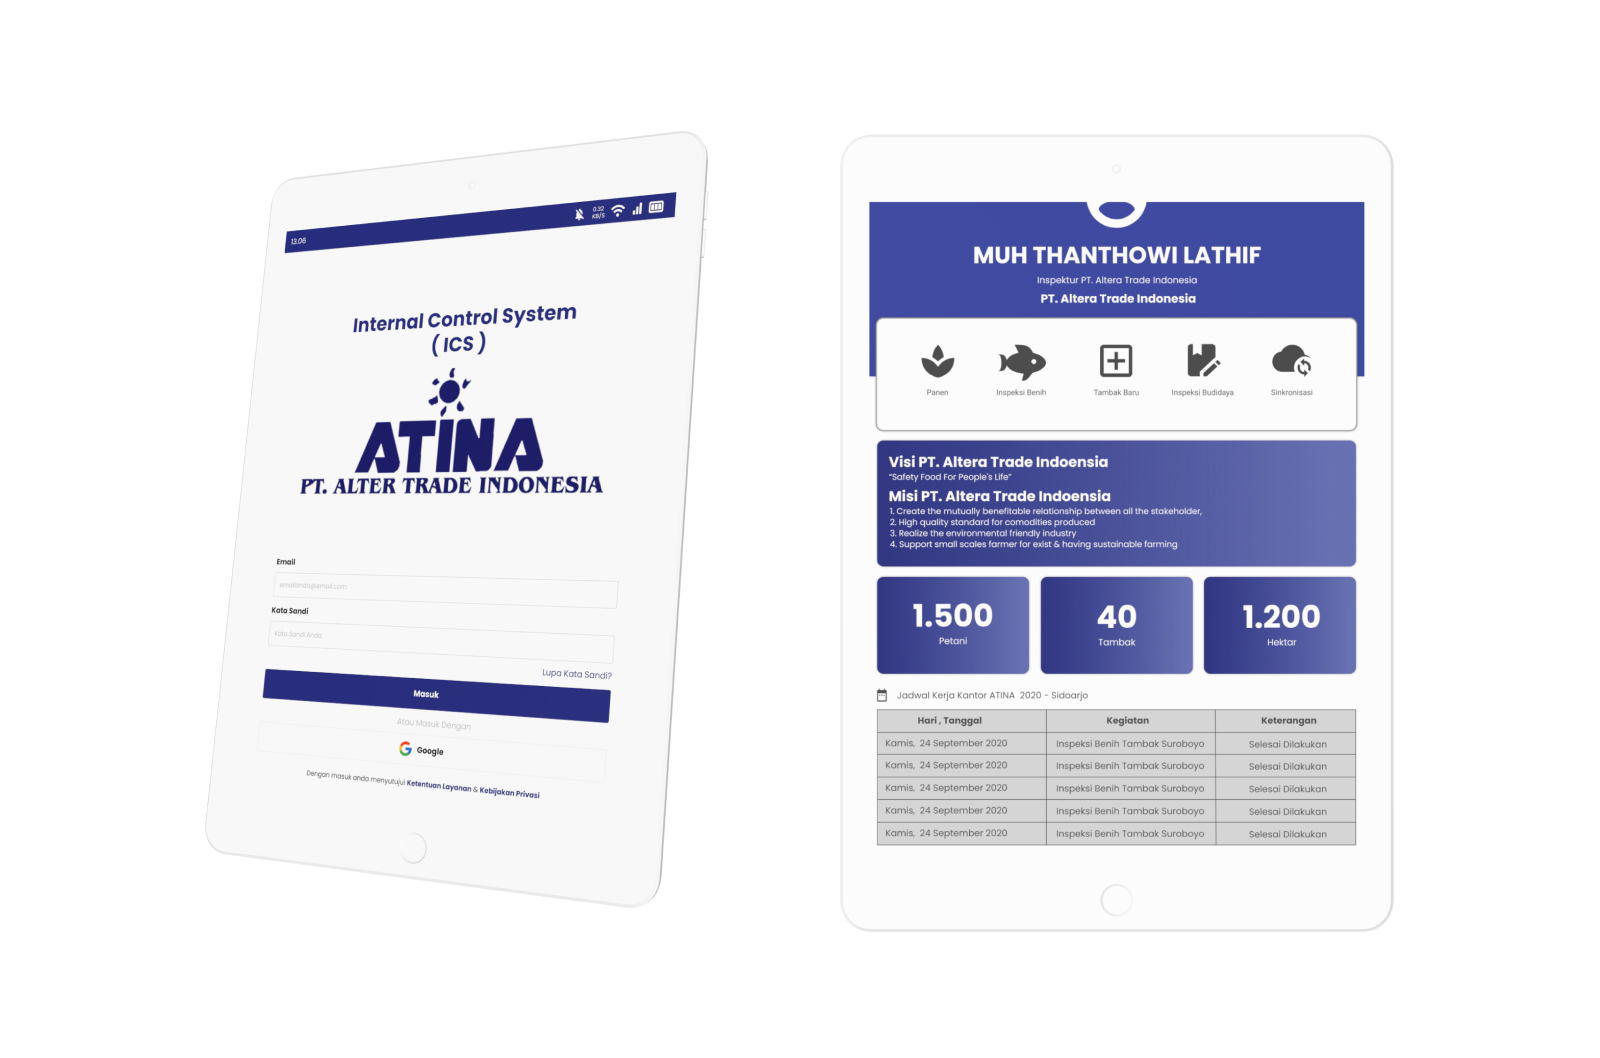 13.06
0.32
KB/S
Internal Control System
( ICS )
ATINA
PT. ALTER TRADE INDONESIA
Email
emailanda@email.com
Kata Sandi
Kata Sandi Anda
Lupa Kata Sandi?
Masuk
Atau Masuk Dengan
Google
Dengan masuk anda menyutujui Ketentuan Layanan & Kebijakan Privasi
MUH THANTHOWI LATHIF
Inspektur PT. Altera Trade Indonesia
PT. Altera Trade Indonesia
Panen Inspeksi Benih Tambak Baru Inspeksi Budidaya Sinkronisasi
Visi PT. Altera Trade Indoensia
“Safety Food For People's Life”
Misi PT. Altera Trade Indoensia
1. Create the mutually benefitable relationship between all the stakeholder,
2. High quality standard for comodities produced
3. Realize the environmental friendly industry
4. Support small scales farmer for exist & having sustainable farming
1.500 40 1.200
Petani Tambak Hektar
Jadwal Kerja Kantor ATINA 2020 - Sidoarjo
Hari , Tanggal Kegiatan Keterangan
Kamis, 24 September 2020 Inspeksi Benih Tambak Suroboyo Selesai Dilakukan
Kamis, 24 September 2020 Inspeksi Benih Tambak Suroboyo Selesai Dilakukan
Kamis, 24 September 2020 Inspeksi Benih Tambak Suroboyo Selesai Dilakukan
Kamis, 24 September 2020 Inspeksi Benih Tambak Suroboyo Selesai Dilakukan
Kamis, 24 September 2020 Inspeksi Benih Tambak Suroboyo Selesai Dilakukan